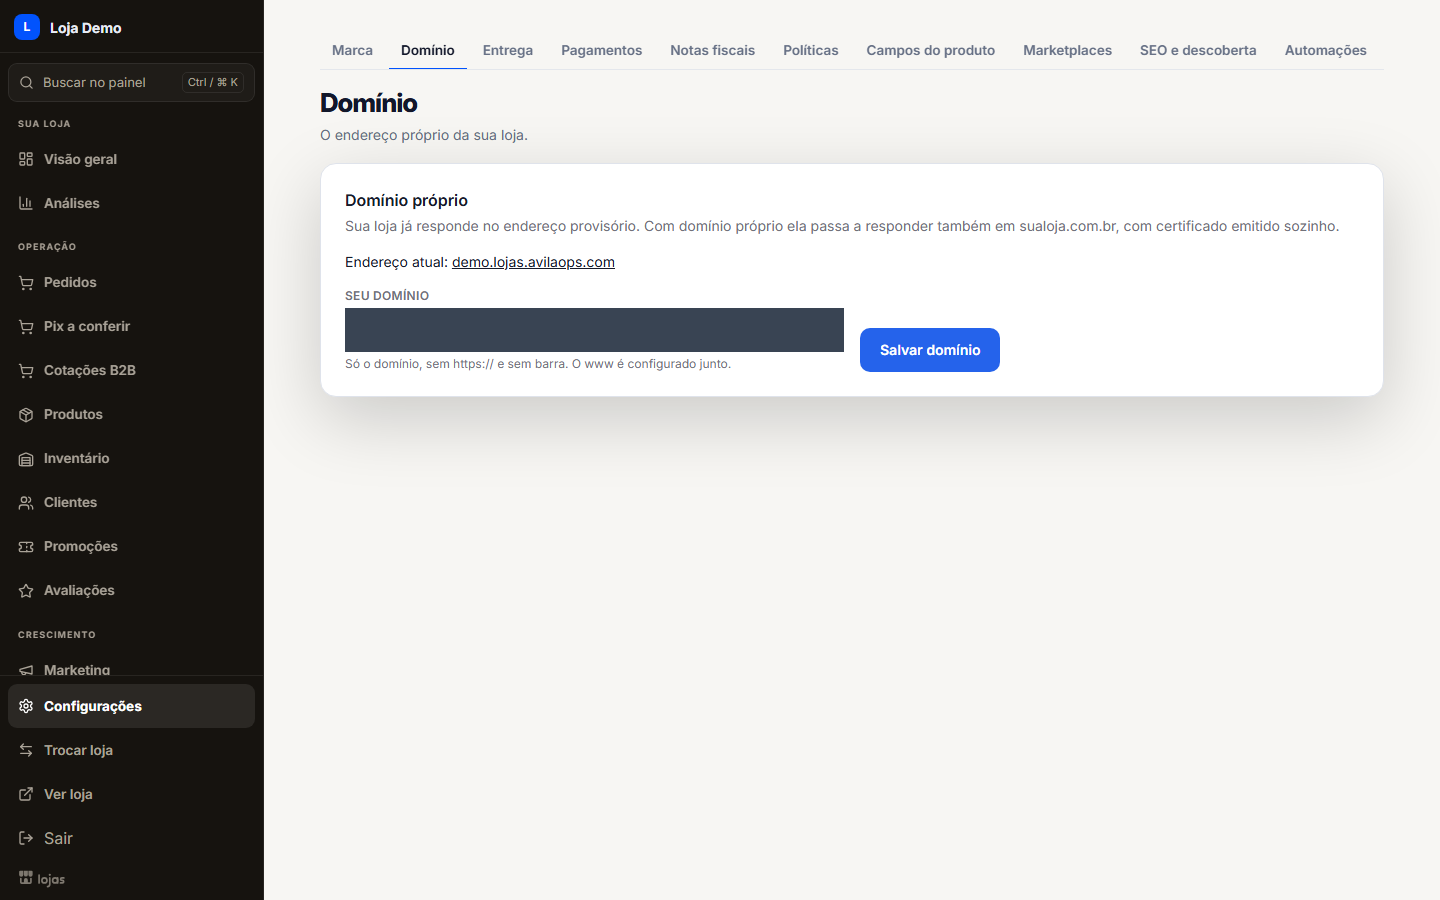 L Loja Demo
Buscar no painel Ctrl / ⌘ K
SUA LOJA
Visão geral
Análises
OPERAÇÃO
Pedidos
Pix a conferir
Cotações B2B
Produtos
Inventário
Clientes
Promoções
Avaliações
CRESCIMENTO
Marketing
Configurações
Trocar loja
Ver loja
Sair
lojas
Marca Domínio Entrega Pagamentos Notas fiscais Políticas Campos do produto Marketplaces SEO e descoberta Automações
Domínio
O endereço próprio da sua loja.
Domínio próprio
Sua loja já responde no endereço provisório. Com domínio próprio ela passa a responder também em sualoja.com.br, com certificado emitido sozinho.
Endereço atual: demo.lojas.avilaops.com
SEU DOMÍNIO
Salvar domínio
Só o domínio, sem https:// e sem barra. O www é configurado junto.